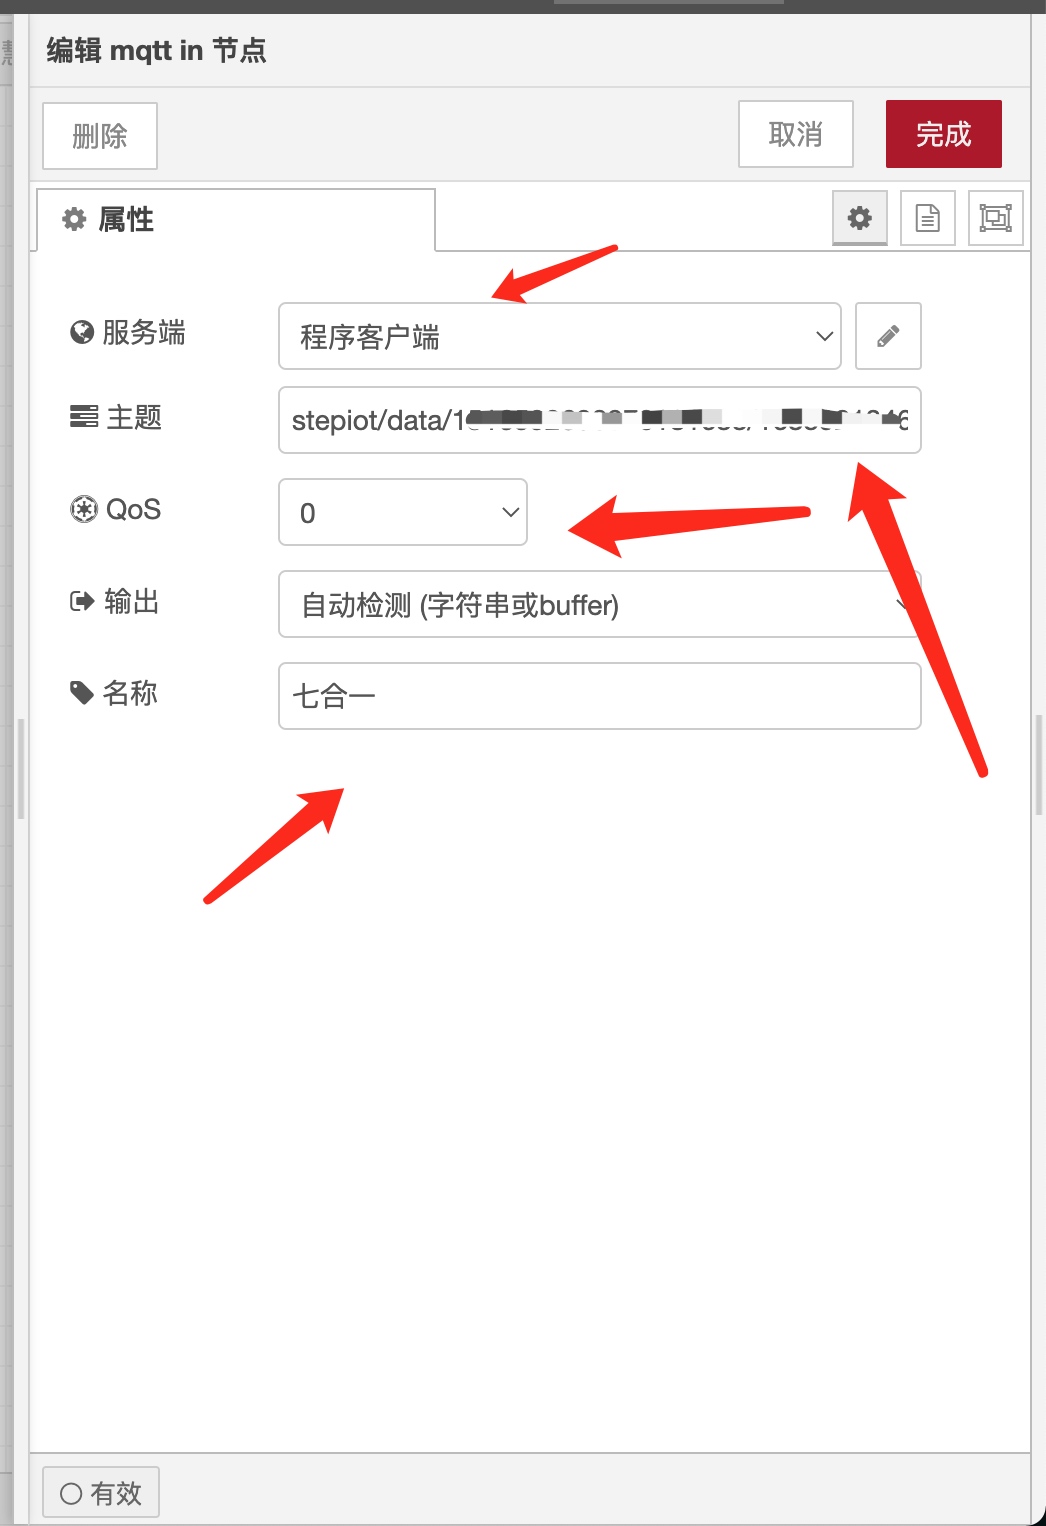 编辑 mqtt in 节点
删除
取消
完成
属性
服务端
程序客户端
主题
stepiot/data/1
QoS
0
输出
自动检测 (字符串或buffer)
名称
七合一
有效